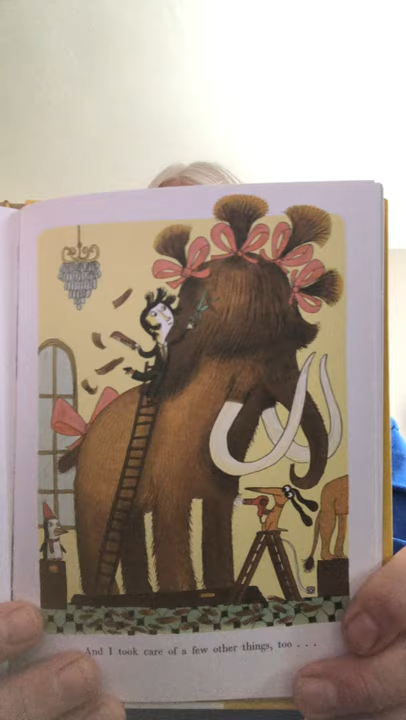 And I took care of a few other things, too . . .